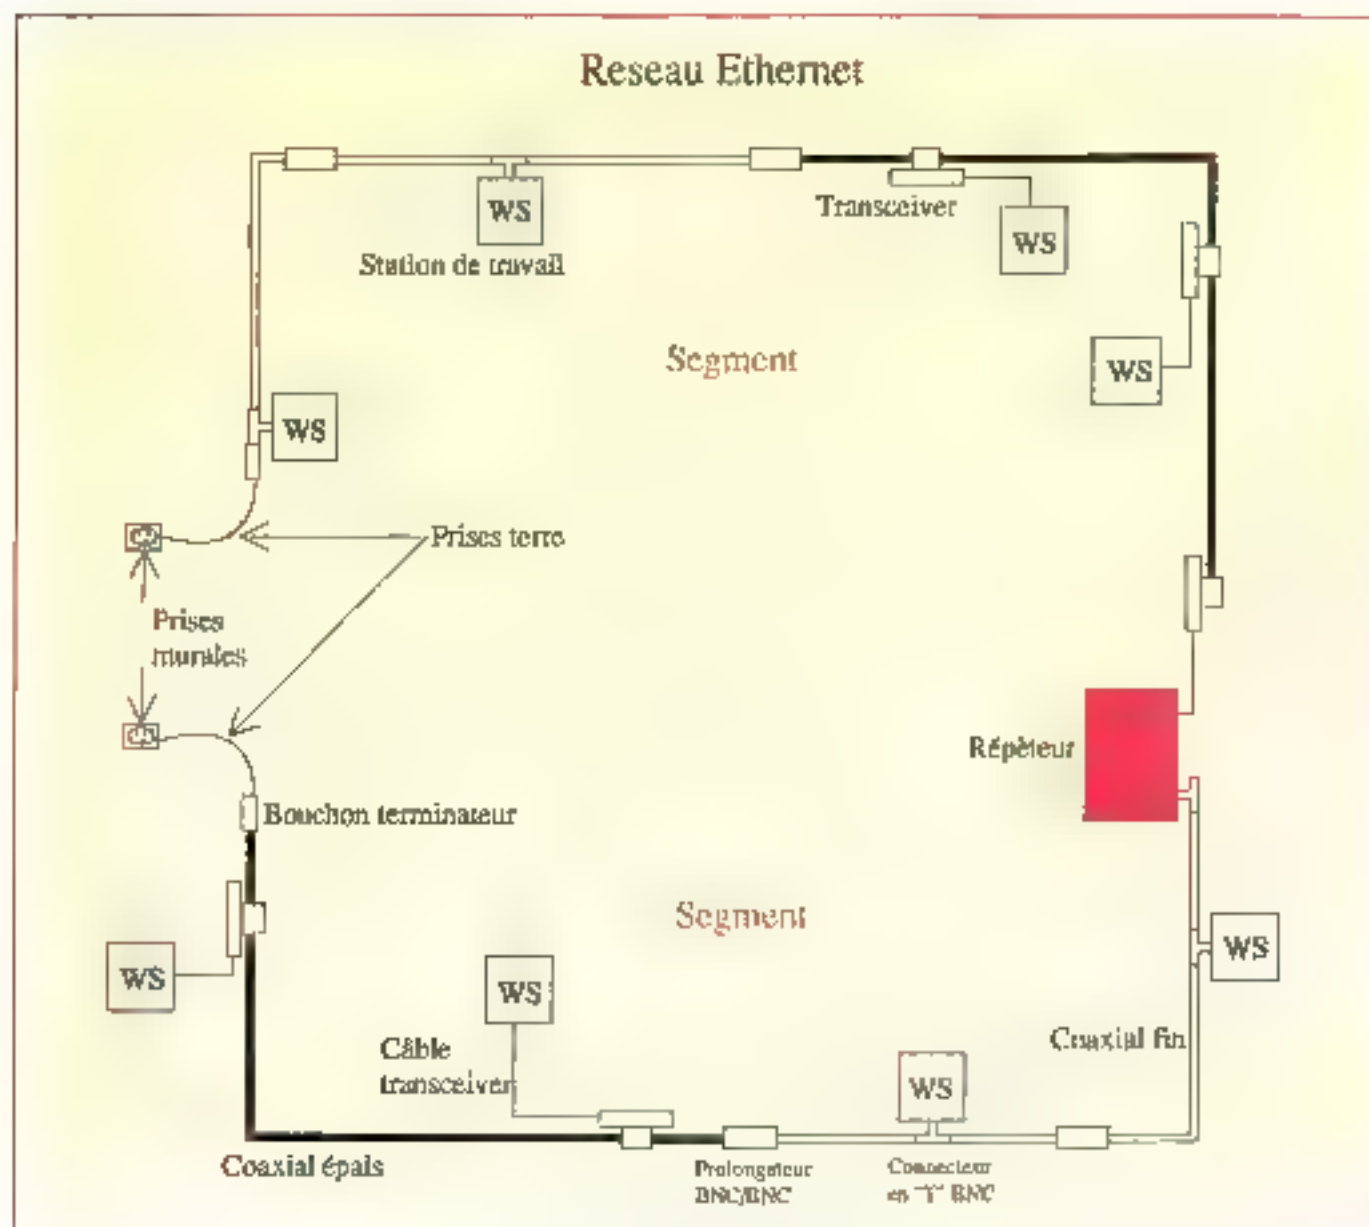 Reseau Ethernet
WS
Station de travail
Transceiver
WS
Segment
WS
WS
Prises terre
Prises
murales
Répéteur
Bouchon terminateur
Segment
WS
WS
WS
Câble
transceiver
Coaxial fin
WS
Coaxial épais
Prolongateur
BNC/BNC
Connecteur
en "T" BNC